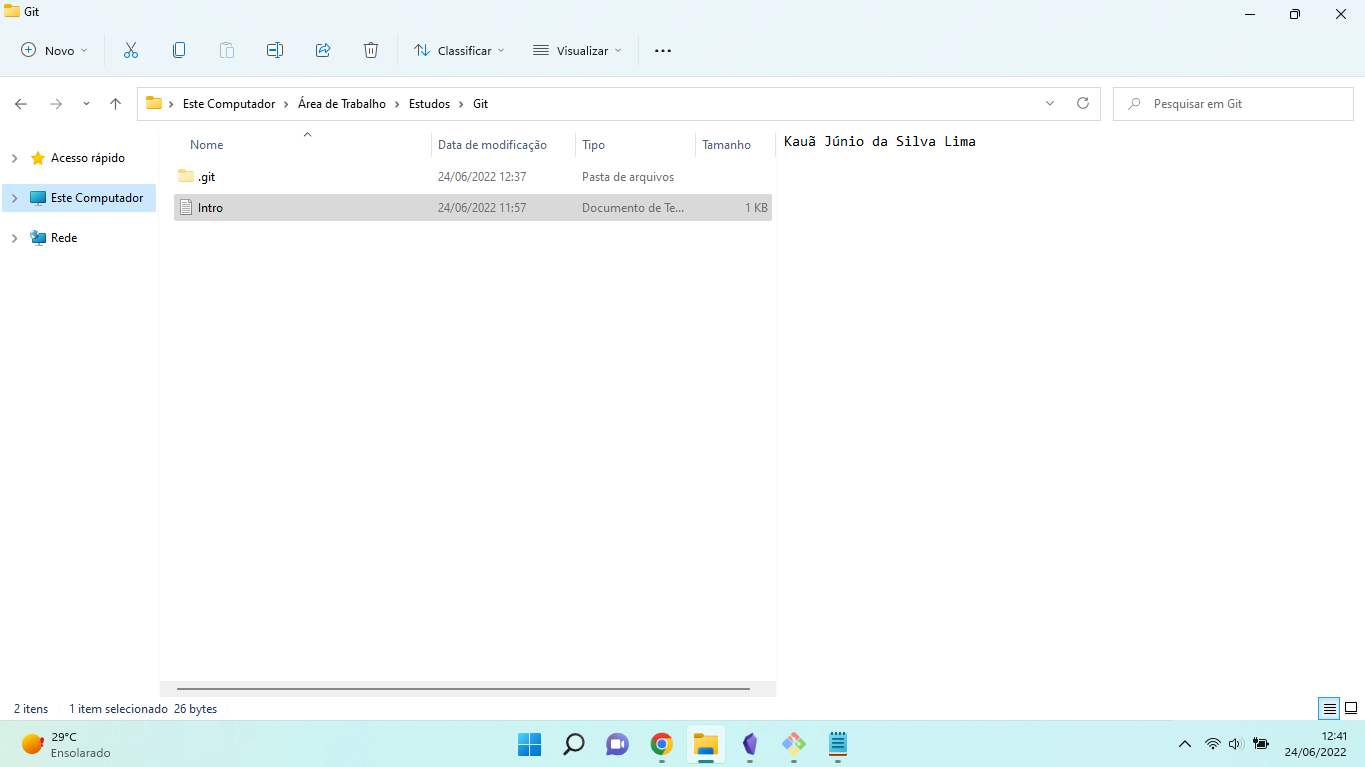 Git
Novo
Classificar
Visualizar
Este Computador
Área de Trabalho
Estudos
Git
Pesquisar em Git
Acesso rápido
Este Computador
Rede
Nome
Data de modificação
Tipo
Tamanho
.git
24/06/2022 12:37
Pasta de arquivos
Intro
24/06/2022 11:57
Documento de Te...
1 KB
Kauã Júnio da Silva Lima
2 itens
1 item selecionado 26 bytes
29°C
Ensolarado
12:41
24/06/2022